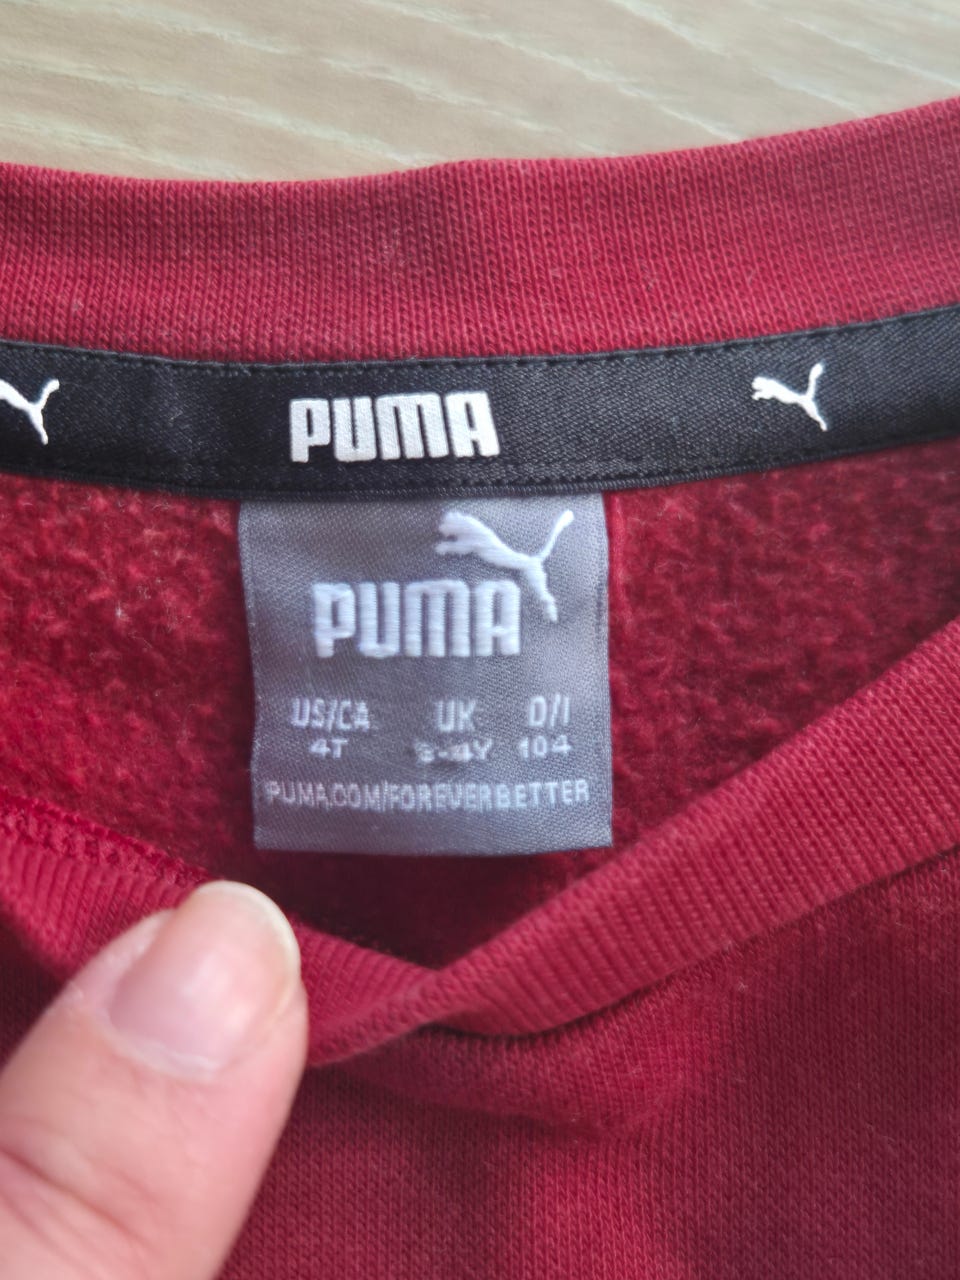 PUMA
PUMA
US/CA UK D/I
4T 3-4Y 104
PUMA.COM/FOREVERBETTER